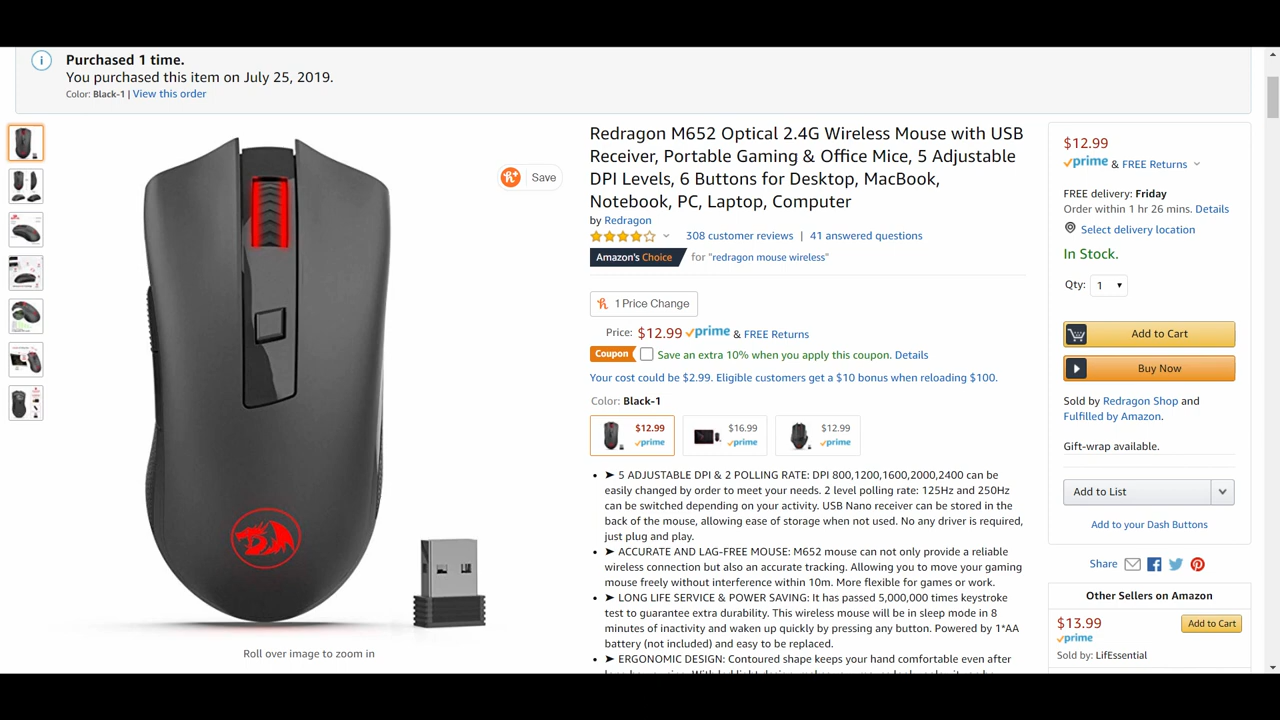 Purchased 1 time.
You purchased this item on July 25, 2019.
Color: Black-1 | View this order
Save
Roll over image to zoom in
Redragon M652 Optical 2.4G Wireless Mouse with USB
Receiver, Portable Gaming & Office Mice, 5 Adjustable
DPI Levels, 6 Buttons for Desktop, MacBook,
Notebook, PC, Laptop, Computer
by Redragon
308 customer reviews | 41 answered questions
Amazon's Choice for "redragon mouse wireless"
1 Price Change
Price: $12.99 prime & FREE Returns
Coupon Save an extra 10% when you apply this coupon. Details
Your cost could be $2.99. Eligible customers get a $10 bonus when reloading $100.
Color: Black-1
$12.99
prime
$16.99
prime
$12.99
prime
• ➤ 5 ADJUSTABLE DPI & 2 POLLING RATE: DPI 800,1200,1600,2000,2400 can be
easily changed by order to meet your needs. 2 level polling rate: 125Hz and 250Hz
can be switched depending on your activity. USB Nano receiver can be stored in the
back of the mouse, allowing ease of storage when not used. No any driver is required,
just plug and play.
• ➤ ACCURATE AND LAG-FREE MOUSE: M652 mouse can not only provide a reliable
wireless connection but also an accurate tracking. Allowing you to move your gaming
mouse freely without interference within 10m. More flexible for games or work.
• ➤ LONG LIFE SERVICE & POWER SAVING: It has passed 5,000,000 times keystroke
test to guarantee extra durability. This wireless mouse will be in sleep mode in 8
minutes of inactivity and waken up quickly by pressing any button. Powered by 1*AA
battery (not included) and easy to be replaced.
• ➤ ERGONOMIC DESIGN: Contoured shape keeps your hand comfortable even after
$12.99
prime & FREE Returns
FREE delivery: Friday
Order within 1 hr 26 mins. Details
Select delivery location
In Stock.
Qty: 1
Add to Cart
Buy Now
Sold by Redragon Shop and
Fulfilled by Amazon.
Gift-wrap available.
Add to List
Add to your Dash Buttons
Share
Other Sellers on Amazon
$13.99
Add to Cart
prime
Sold by: LifEssential